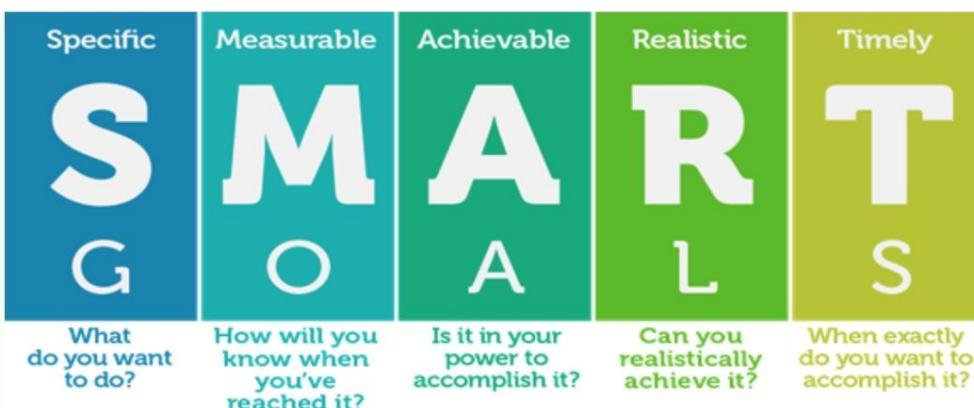 Specific
S
G
What
do you want
to do?
Measurable
M
O
How will you
know when
you've
reached it?
Achievable
A
A
Is it in your
power to
accomplish it?
Realistic
R
L
Can you
realistically
achieve it?
Timely
T
S
When exactly
do you want to
accomplish it?